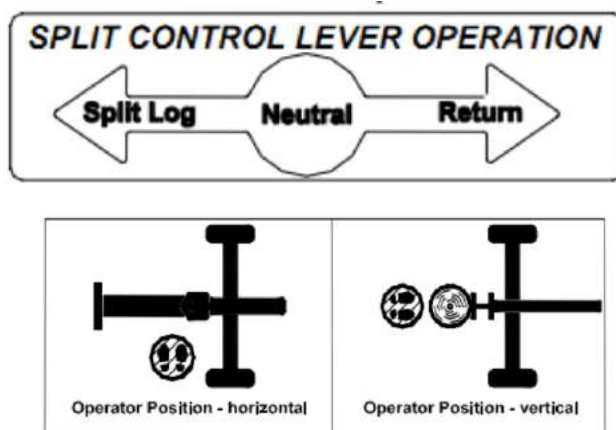 SPLIT CONTROL LEVER OPERATION
Split Log Neutral Return
Operator Position - horizontal
Operator Position - vertical